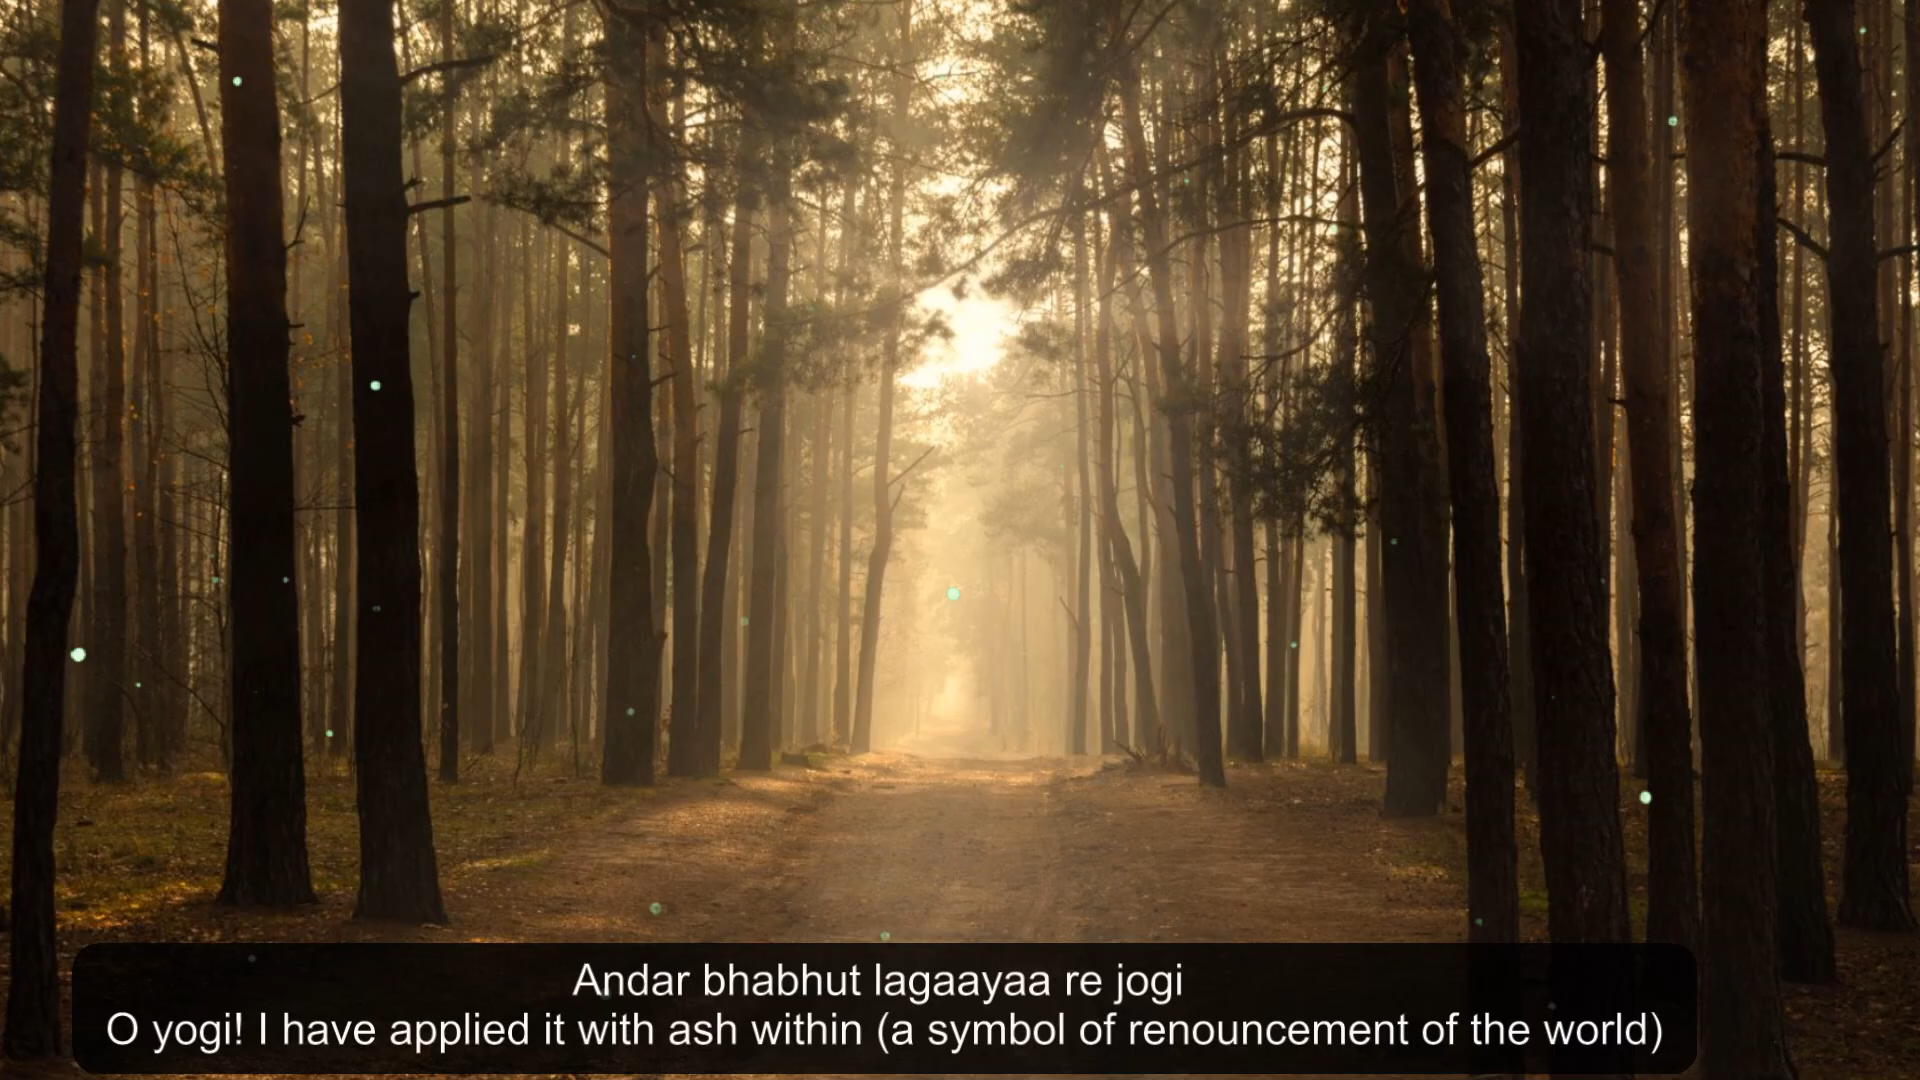 Andar bhabhut lagaayaa re jogi
O yogi! I have applied it with ash within (a symbol of renouncement of the world)